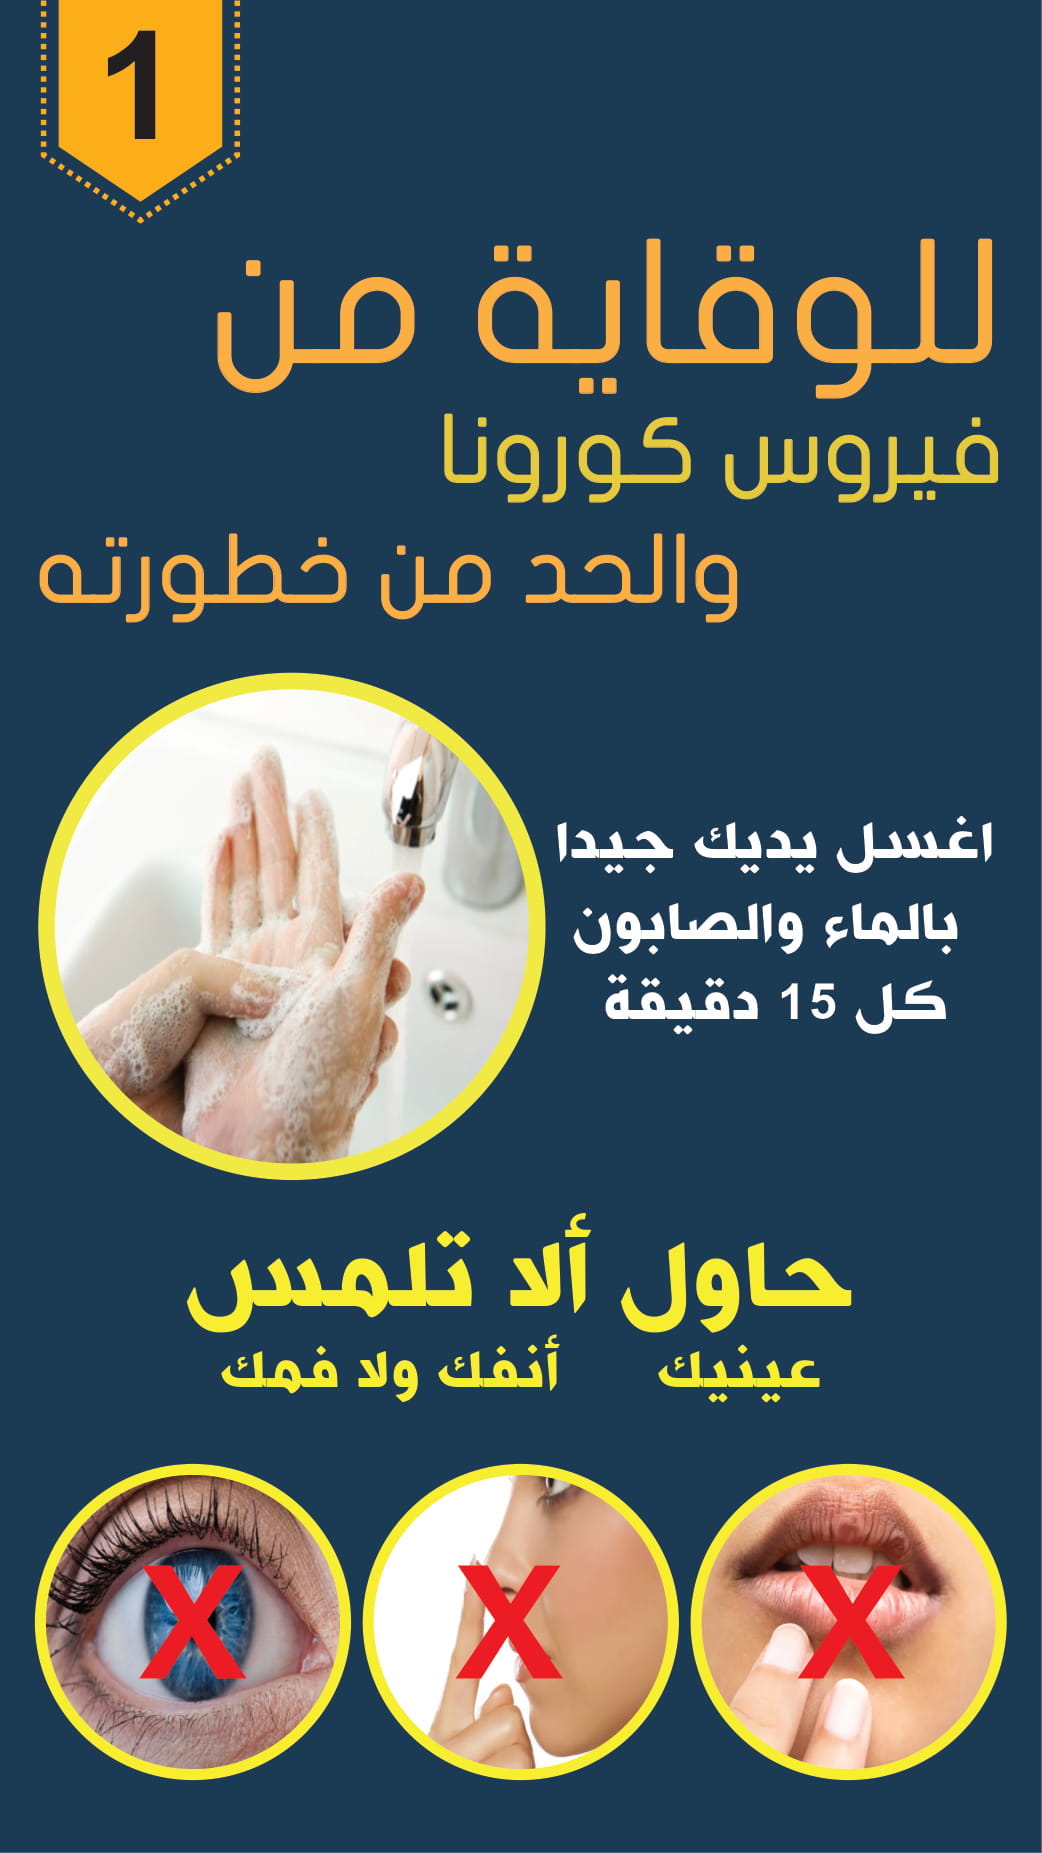 1
للوقاية من
فيروس كورونا
والحد من خطورته
اغسل يديك جيدا
بالماء والصابون
كل 15 دقيقة
حاول ألا تلمس
عينيك أنفك ولا فمك
X X X